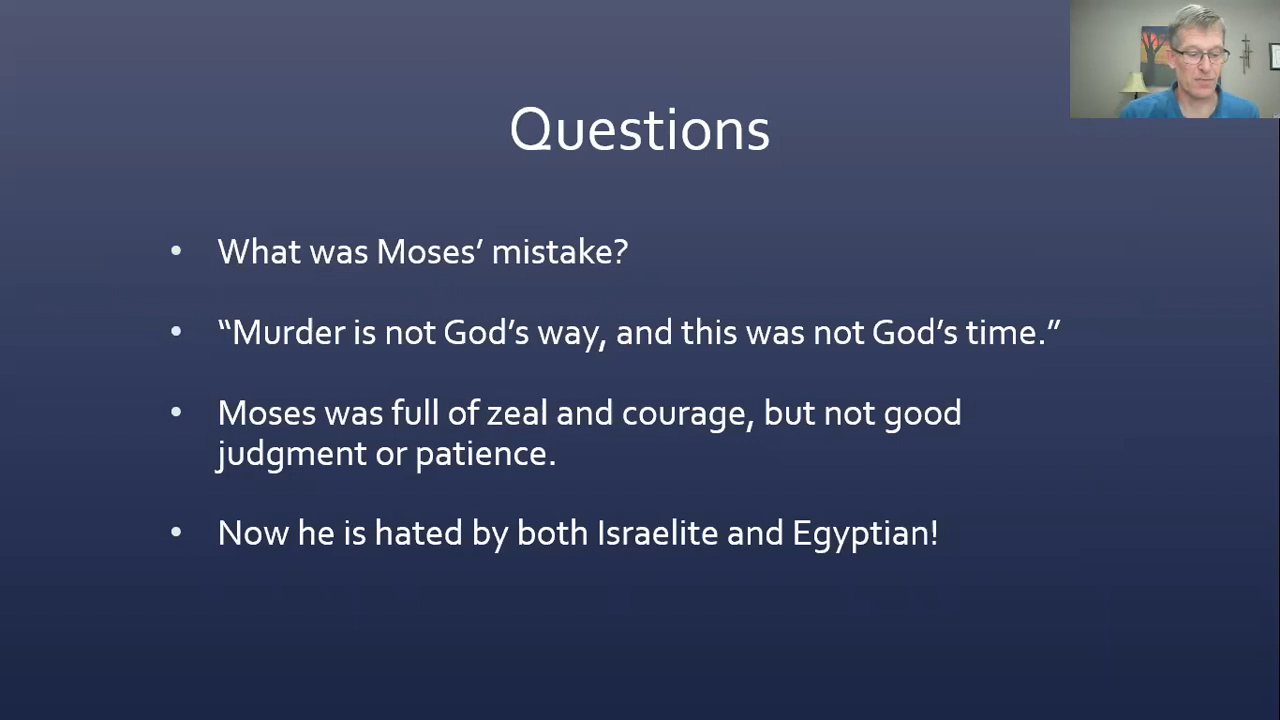 Questions
• What was Moses’ mistake?
• “Murder is not God’s way, and this was not God’s time.”
• Moses was full of zeal and courage, but not good
judgment or patience.
• Now he is hated by both Israelite and Egyptian!